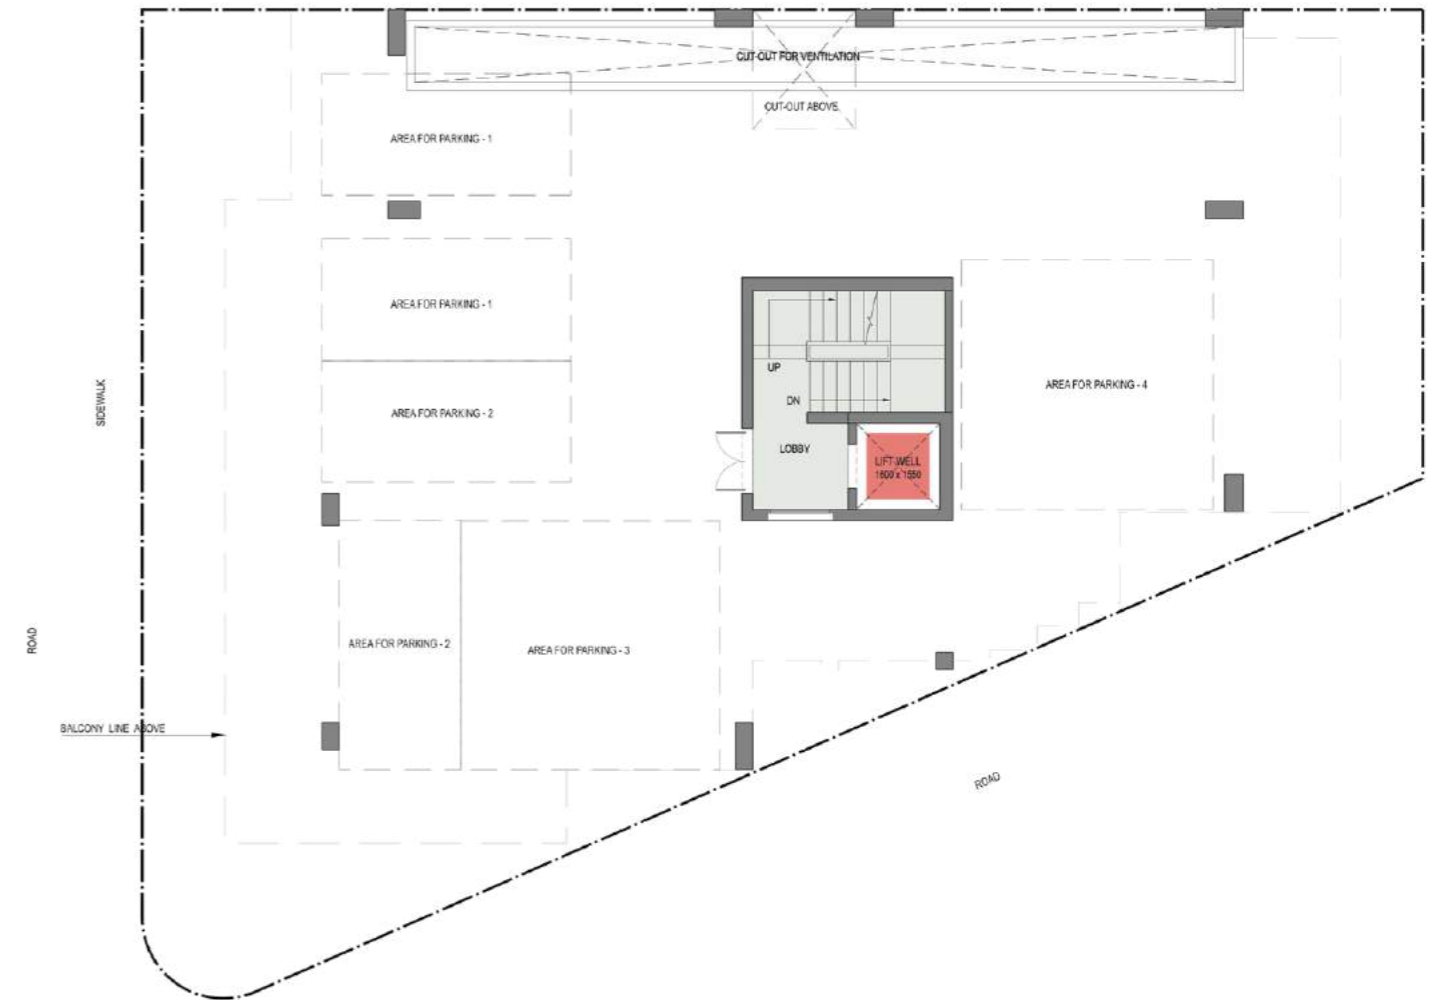 CUT-OUT FOR VENTILATION
CUT-OUT ABOVE
AREA FOR PARKING - 1
AREA FOR PARKING - 1
UP
AREA FOR PARKING - 4
SIDEWALK
DN
AREA FOR PARKING - 2
LOBBY
LIFT-WELL
1600 x 1550
ROAD
AREA FOR PARKING - 2
AREA FOR PARKING - 3
BALCONY LINE ABOVE
ROAD